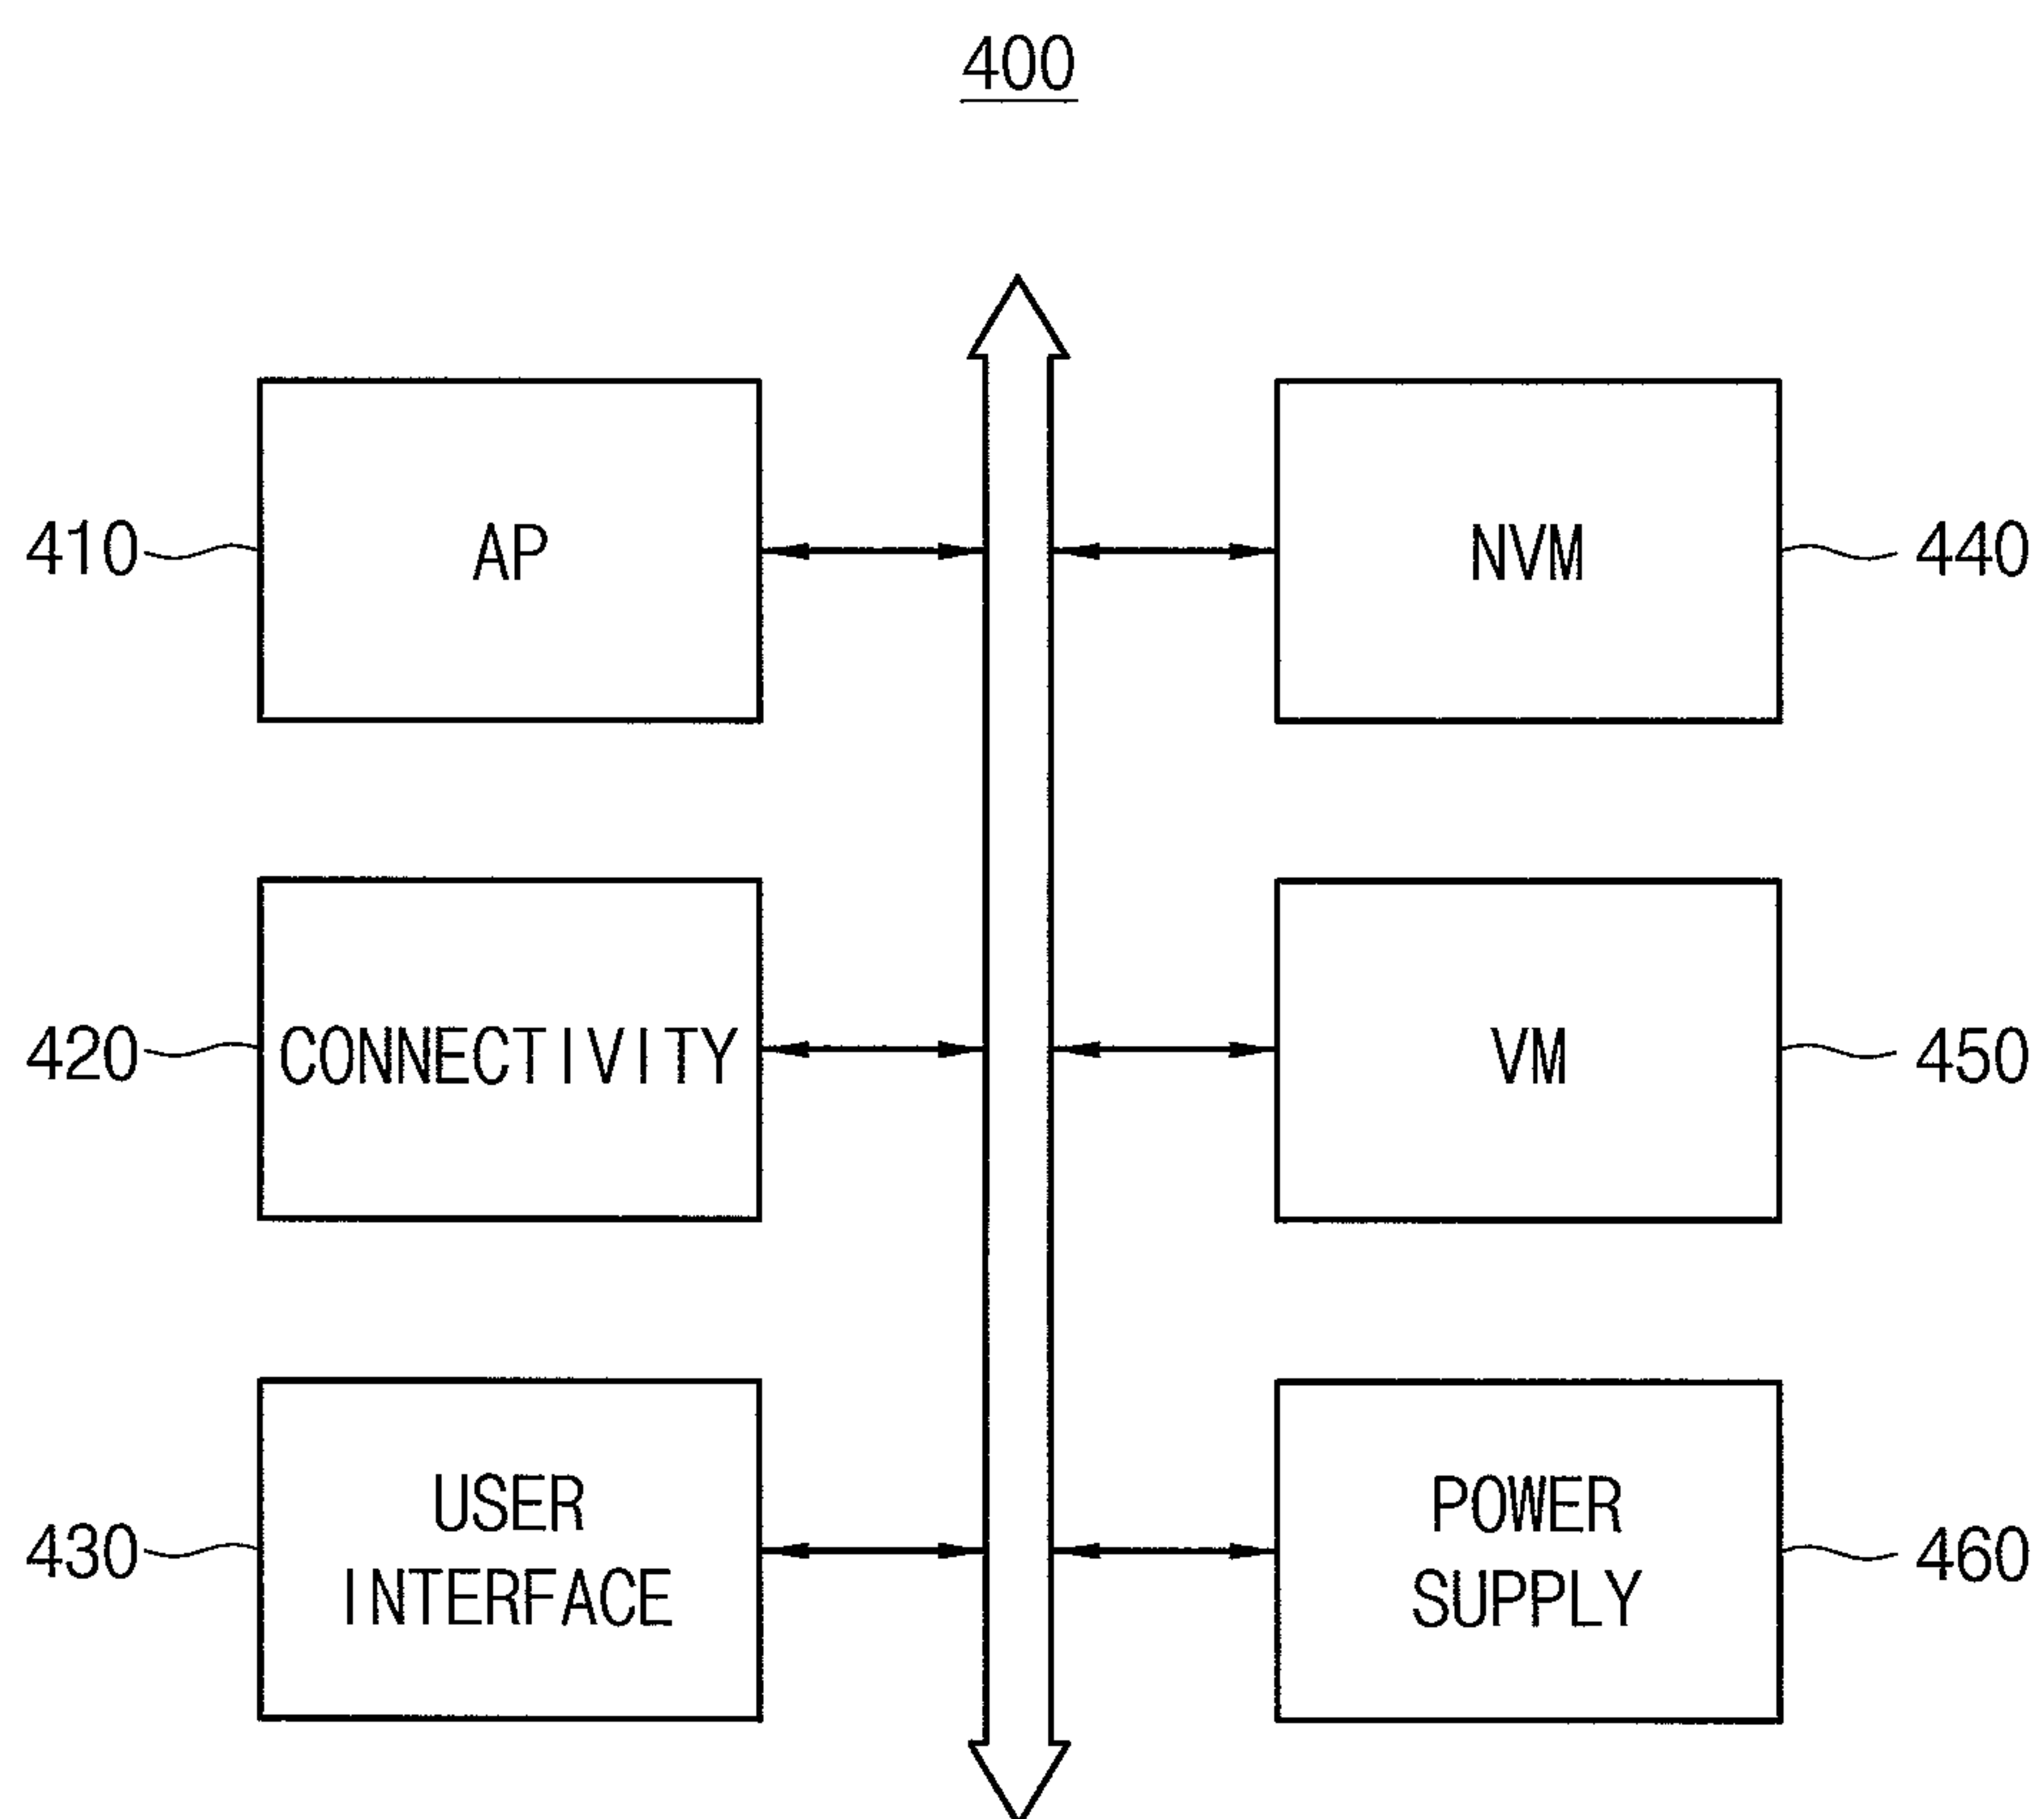 400
410
AP
NVM
440
420
CONNECTIVITY
VM
450
430
USER
INTERFACE
POWER
SUPPLY
460